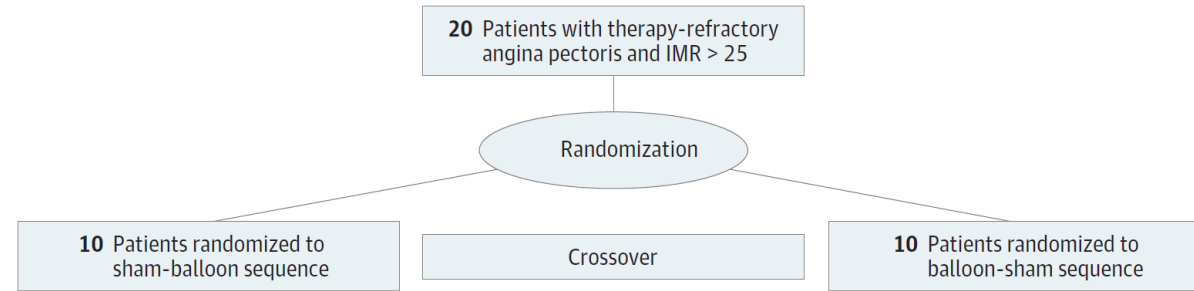 20 Patients with therapy-refractory
angina pectoris and IMR > 25
Randomization
10 Patients randomized to
sham-balloon sequence
Crossover
10 Patients randomized to
balloon-sham sequence